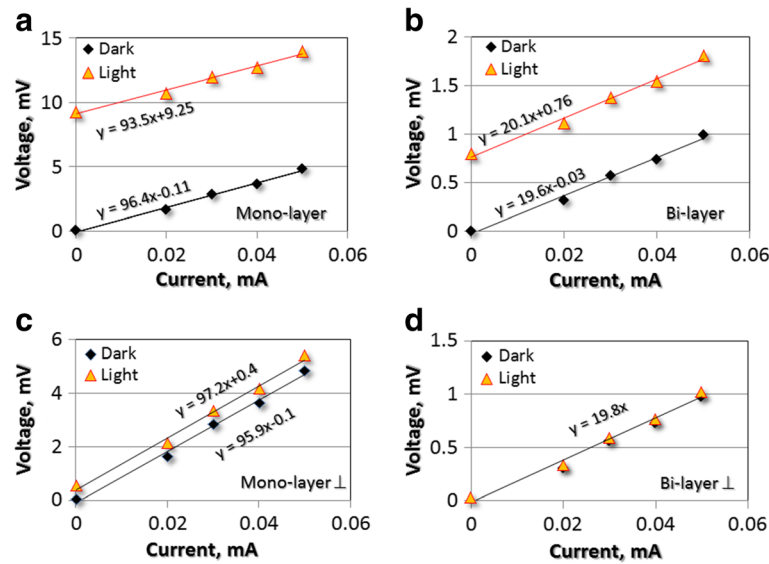 a
Voltage, mV
15
10
5
0
Dark
Light
y = 93.5x+9.25
y = 96.4x-0.11
Mono-layer
0
0.02
0.04
0.06
Current, mA
b
Voltage, mV
2
1.5
1
0.5
0
Dark
Light
y = 20.1x+0.76
y = 19.6x-0.03
Bi-layer
0
0.02
0.04
0.06
Current, mA
c
Voltage, mV
6
4
2
0
Dark
Light
y = 97.2x+0.4
y = 95.9x-0.1
Mono-layer ⊥
0
0.02
0.04
0.06
Current, mA
d
Voltage, mV
1.5
1
0.5
0
Dark
Light
y = 19.8x
Bi-layer ⊥
0
0.02
0.04
0.06
Current, mA